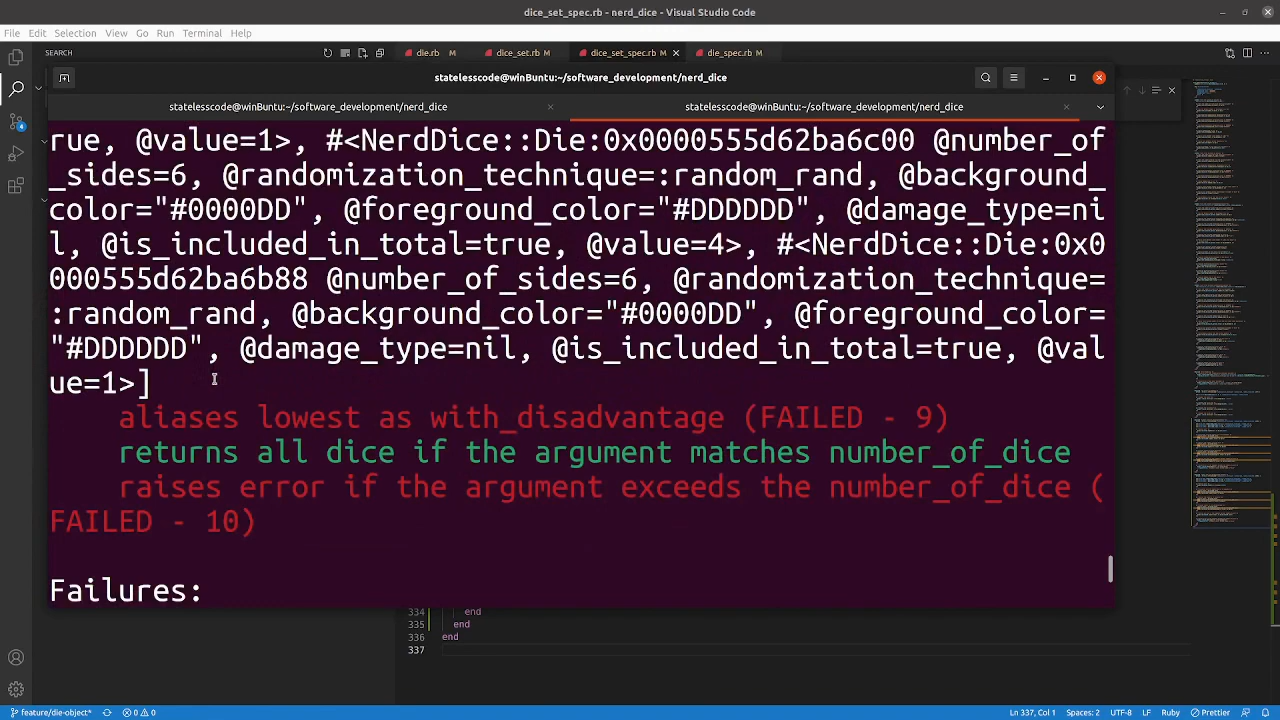 dice_set_spec.rb - nerd_dice - Visual Studio Code
File Edit Selection View Go Run Terminal Help
SEARCH
die.rb M
dice_set.rb M
dice_set_spec.rb M
die_spec.rb M
statelesscode@winBuntu:~/software_development/nerd_dice
statelesscode@winBuntu:~/software_development/nerd_dice
statelesscode@winBuntu:~/software_development/nerd_dice
rue, @value=1>, #<NerdDice::Die:0x0000555d62ba6c00 @number_of
_sides=6, @randomization_technique=:random_rand, @background_
color="#0000DD", @foreground_color="#DDDDDD", @damage_type=ni
l, @is_included_in_total=true, @value=4>, #<NerdDice::Die:0x0
000555d62ba6b88 @number_of_sides=6, @randomization_technique=
:random_rand, @background_color="#0000DD", @foreground_color=
"#DDDDDD", @damage_type=nil, @is_included_in_total=true, @val
ue=1>]
aliases lowest as with_disadvantage (FAILED - 9)
returns all dice if the argument matches number_of_dice
raises error if the argument exceeds the number_of_dice (
FAILED - 10)
Failures:
334 end
335 end
336 end
337
4
feature/die-object*
0 0
Ln 337, Col 1
Spaces: 2
UTF-8
LF
Ruby
Prettier